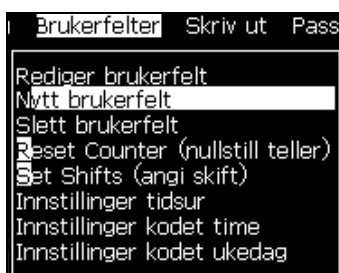 Brukerfelter Skriv ut Pass
Rediger brukerfelt
Nytt brukerfelt
Slett brukerfelt
Reset Counter (nullstill teller)
Set Shifts (angi skift)
Innstillinger tidsur
Innstillinger kodet time
Innstillinger kodet ukedag